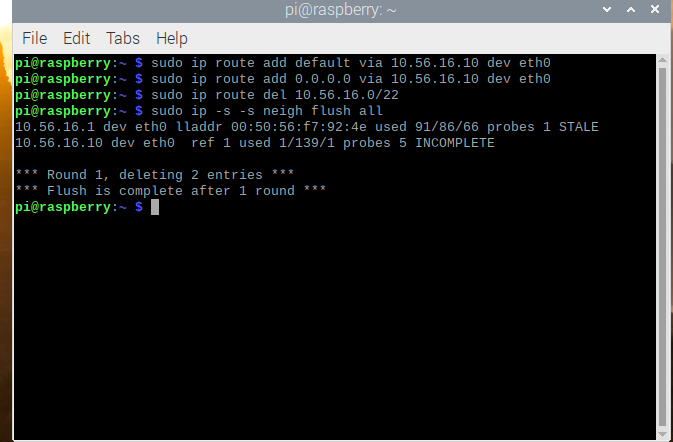 pi@raspberry: ~
File Edit Tabs Help
pi@raspberry:~ $ sudo ip route add default via 10.56.16.10 dev eth0
pi@raspberry:~ $ sudo ip route add 0.0.0.0 via 10.56.16.10 dev eth0
pi@raspberry:~ $ sudo ip route del 10.56.16.0/22
pi@raspberry:~ $ sudo ip -s -s neigh flush all
10.56.16.1 dev eth0 lladdr 00:50:56:f7:92:4e used 91/86/66 probes 1 STALE
10.56.16.10 dev eth0  ref 1 used 1/139/1 probes 5 INCOMPLETE
*** Round 1, deleting 2 entries ***
*** Flush is complete after 1 round ***
pi@raspberry:~ $